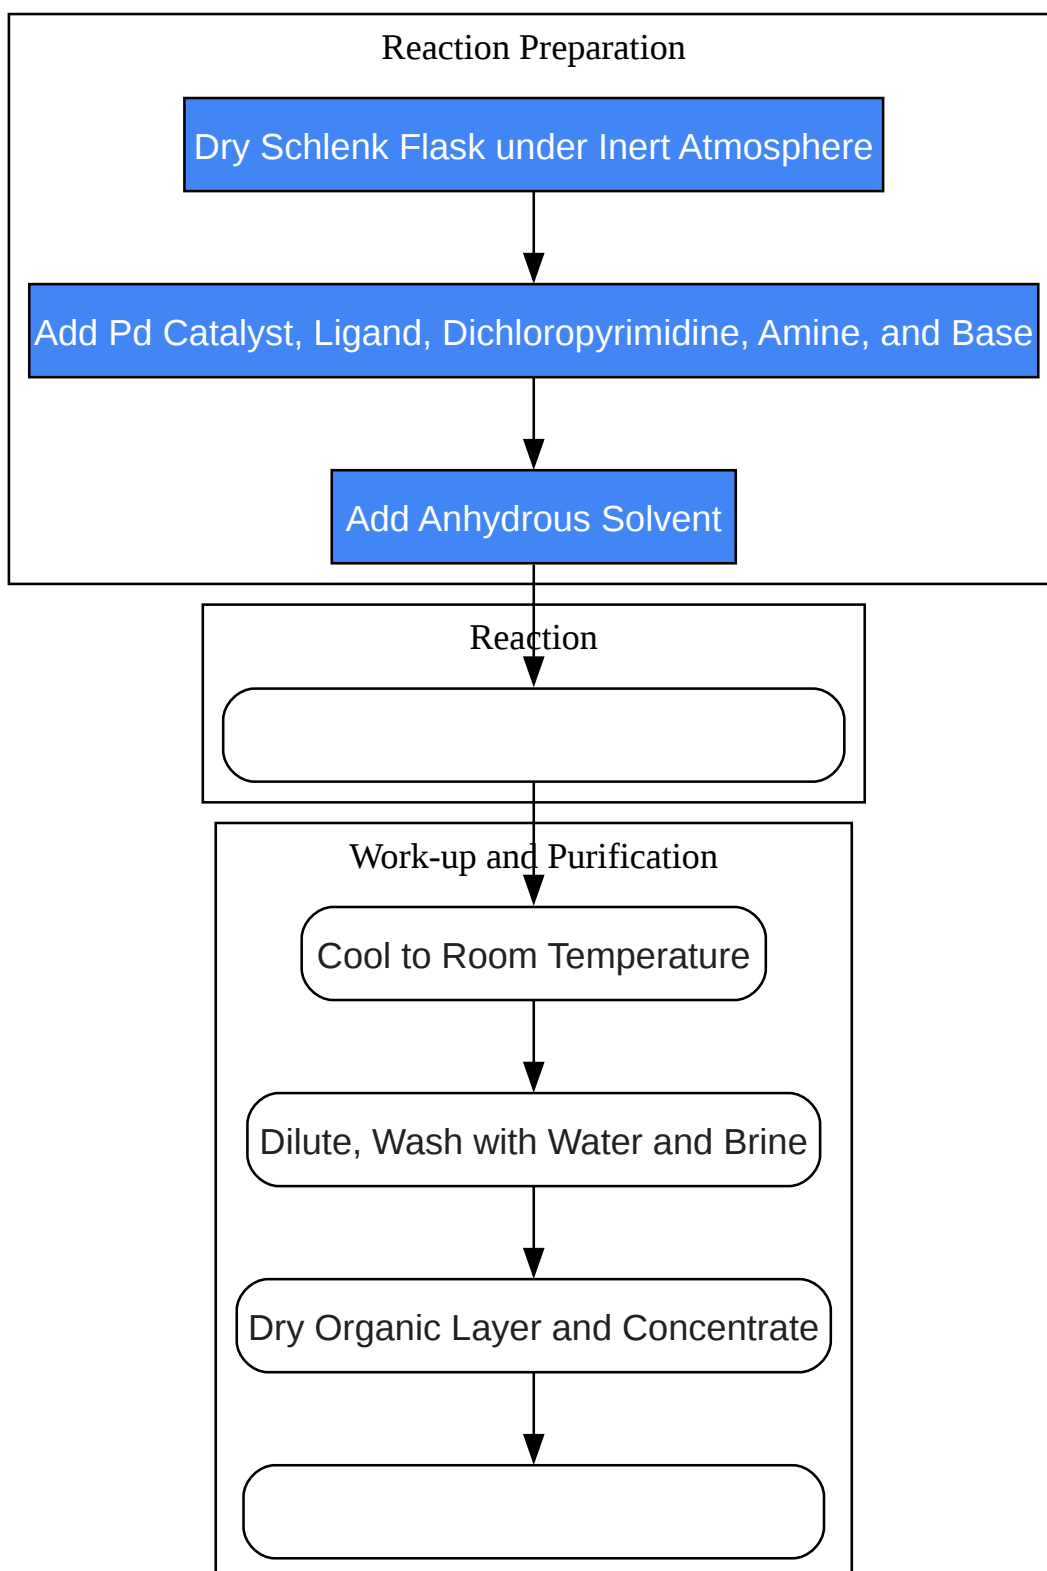 Reaction Preparation
Dry Schlenk Flask under Inert Atmosphere
Add Pd Catalyst, Ligand, Dichloropyrimidine, Amine, and Base
Add Anhydrous Solvent
Reaction
Work-up and Purification
Cool to Room Temperature
Dilute, Wash with Water and Brine
Dry Organic Layer and Concentrate